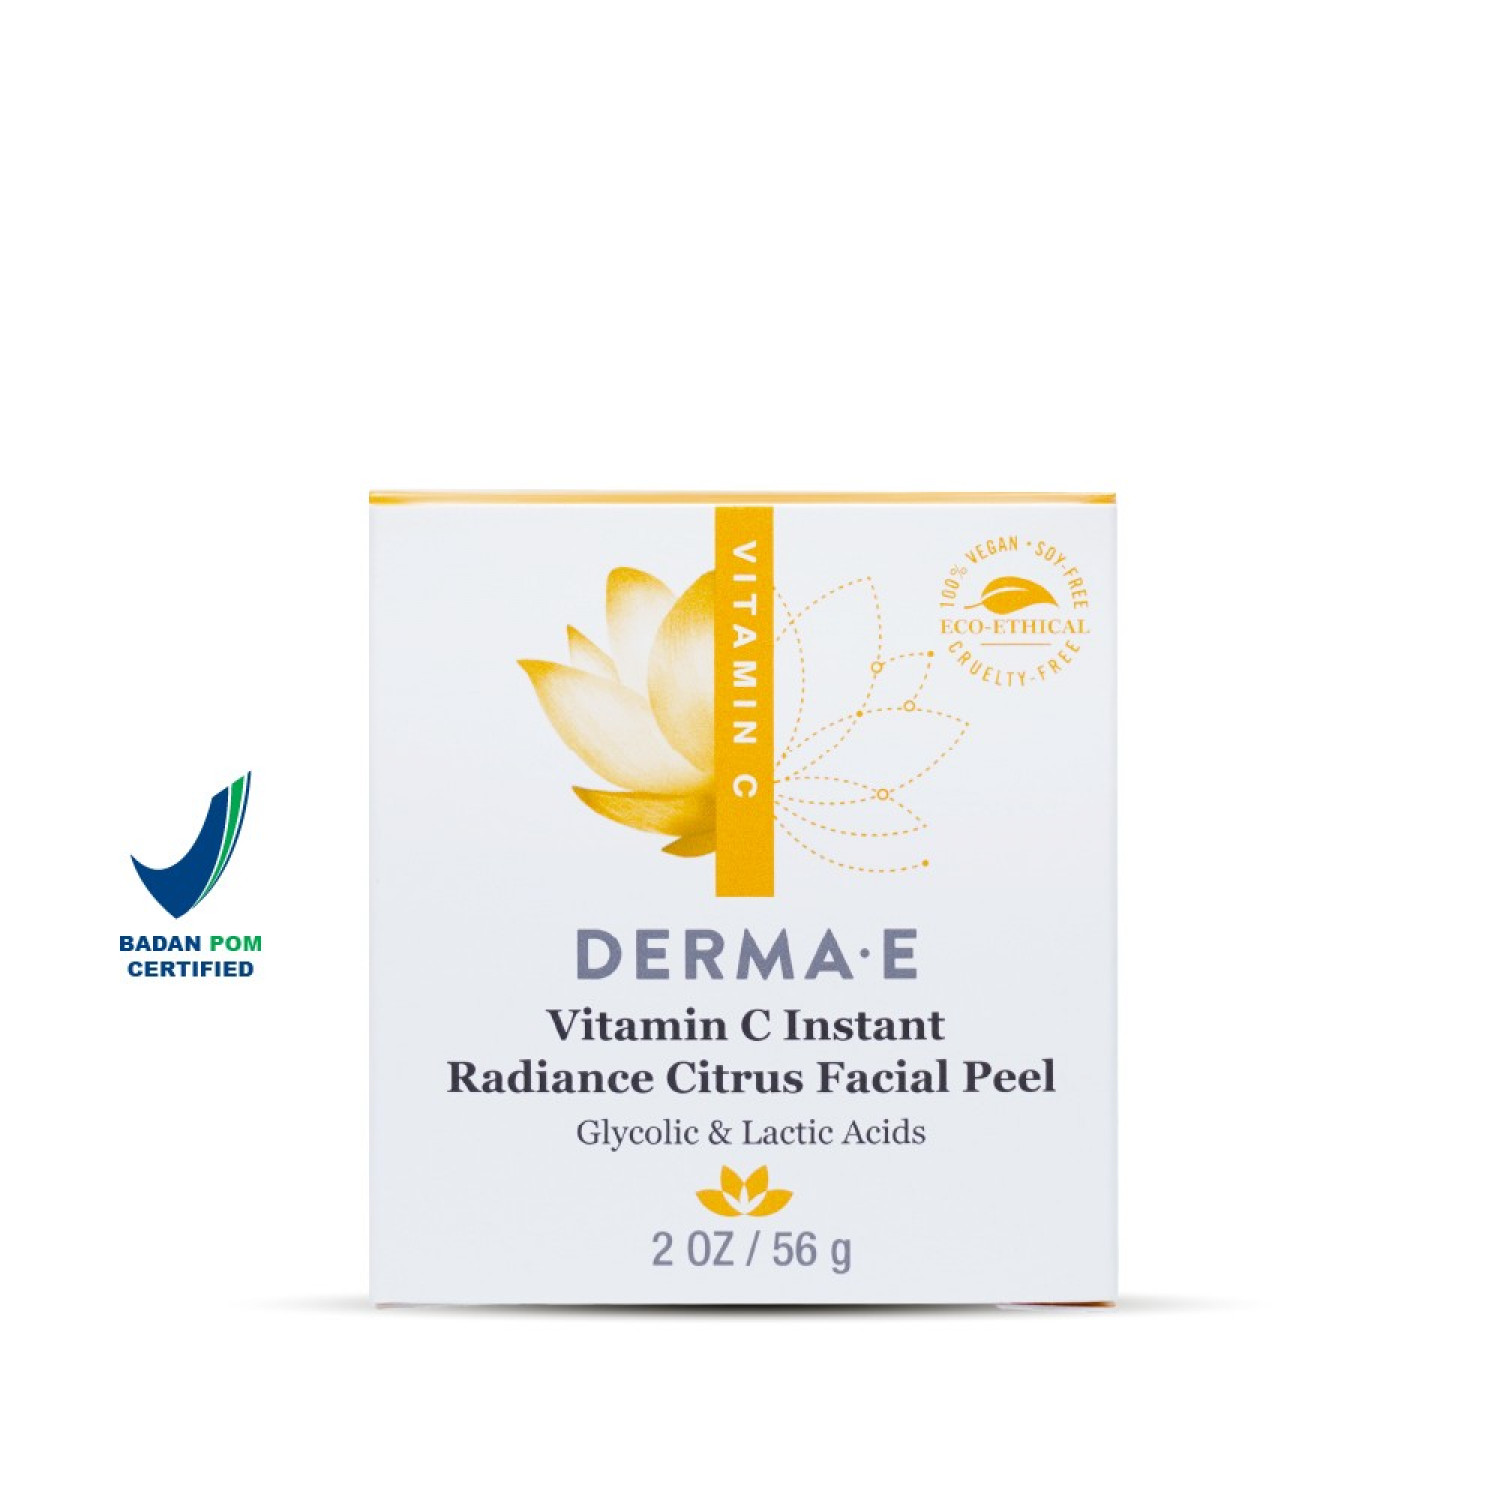 VITAMIN C
100% VEGAN • SOY-FREE
ECO-ETHICAL
CRUELTY-FREE
BADAN POM
CERTIFIED
DERMA·E
Vitamin C Instant
Radiance Citrus Facial Peel
Glycolic & Lactic Acids
2 OZ / 56 g